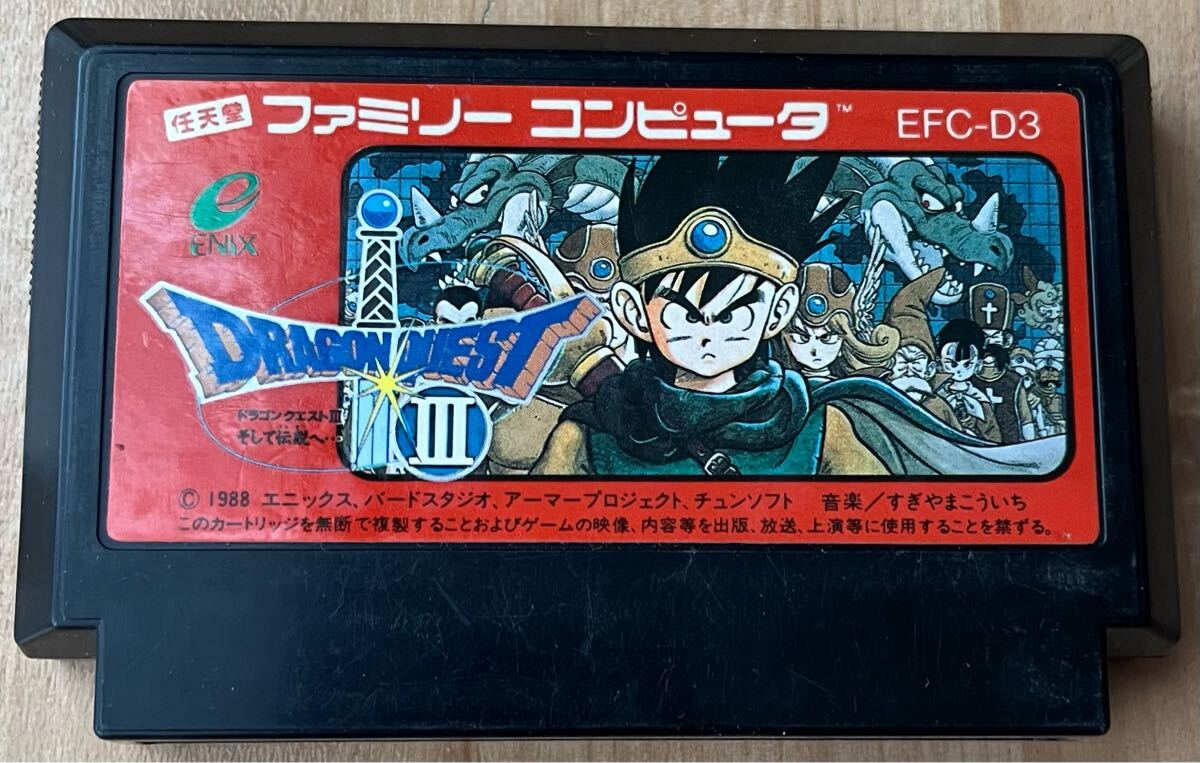 任天堂 ファミリー コンピュータ™ EFC-D3
ENIX
DRAGON QUEST
III
ドラゴンクエストIII
そして伝説へ…
© 1988 エニックス、バードスタジオ、アーマープロジェクト、チュンソフト 音楽/すぎやまこういち
このカートリッジを無断で複製することおよびゲームの映像、内容等を出版、放送、上演等に使用することを禁ずる。